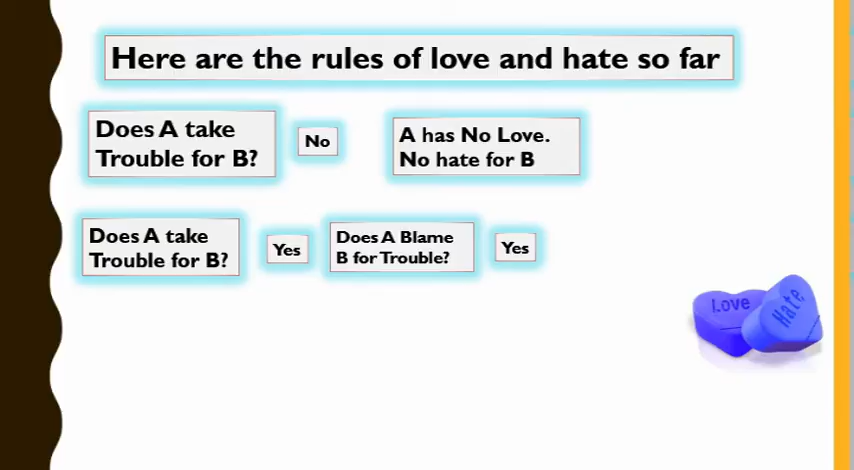 Here are the rules of love and hate so far
Does A take
Trouble for B?
No
A has No Love.
No hate for B
Does A take
Trouble for B?
Yes
Does A Blame
B for Trouble?
Yes
Love
Hate